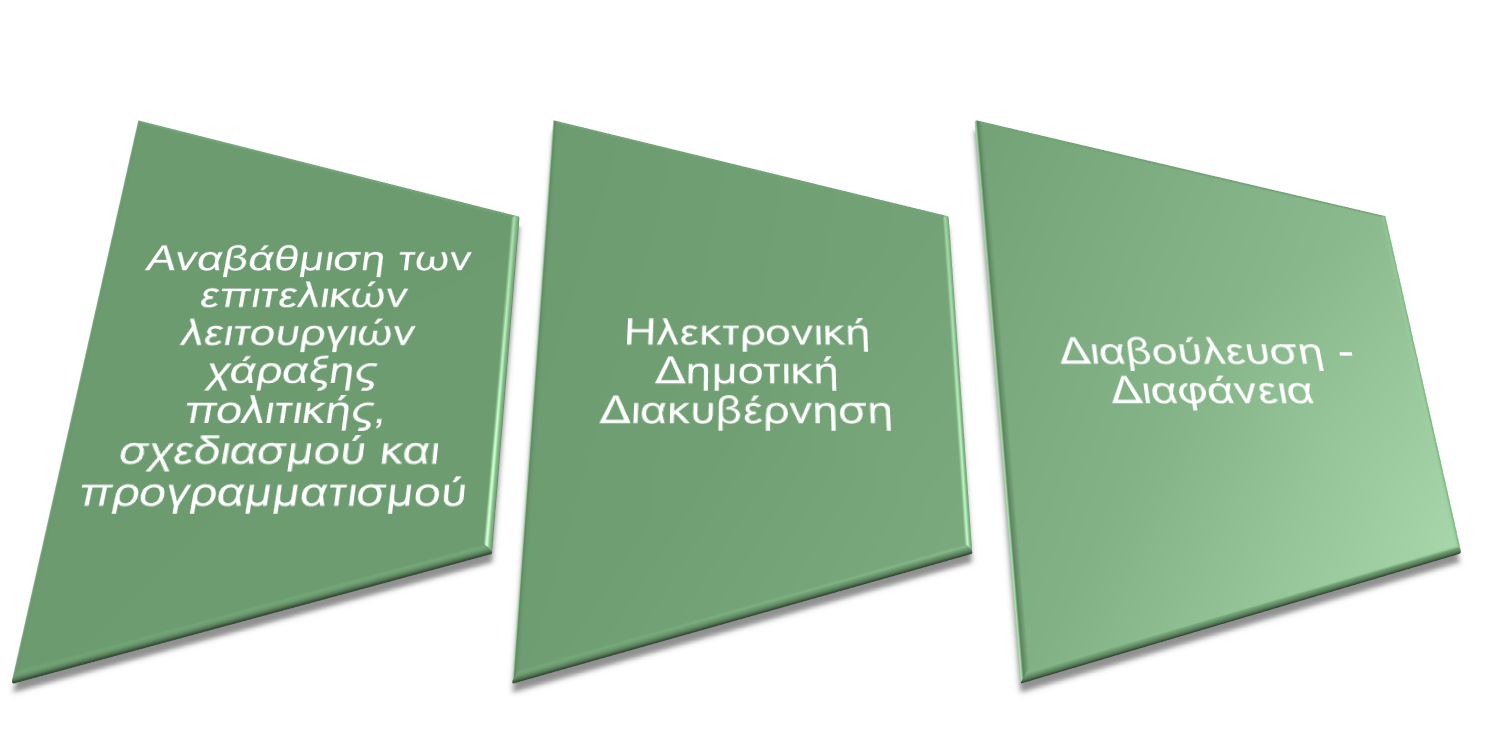 Αναβάθμιση των
επιτελικών
λειτουργιών
χάραξης
πολιτικής,
σχεδιασμού και
προγραμματισμού
Ηλεκτρονική
Δημοτική
Διακυβέρνηση
Διαβούλευση -
Διαφάνεια